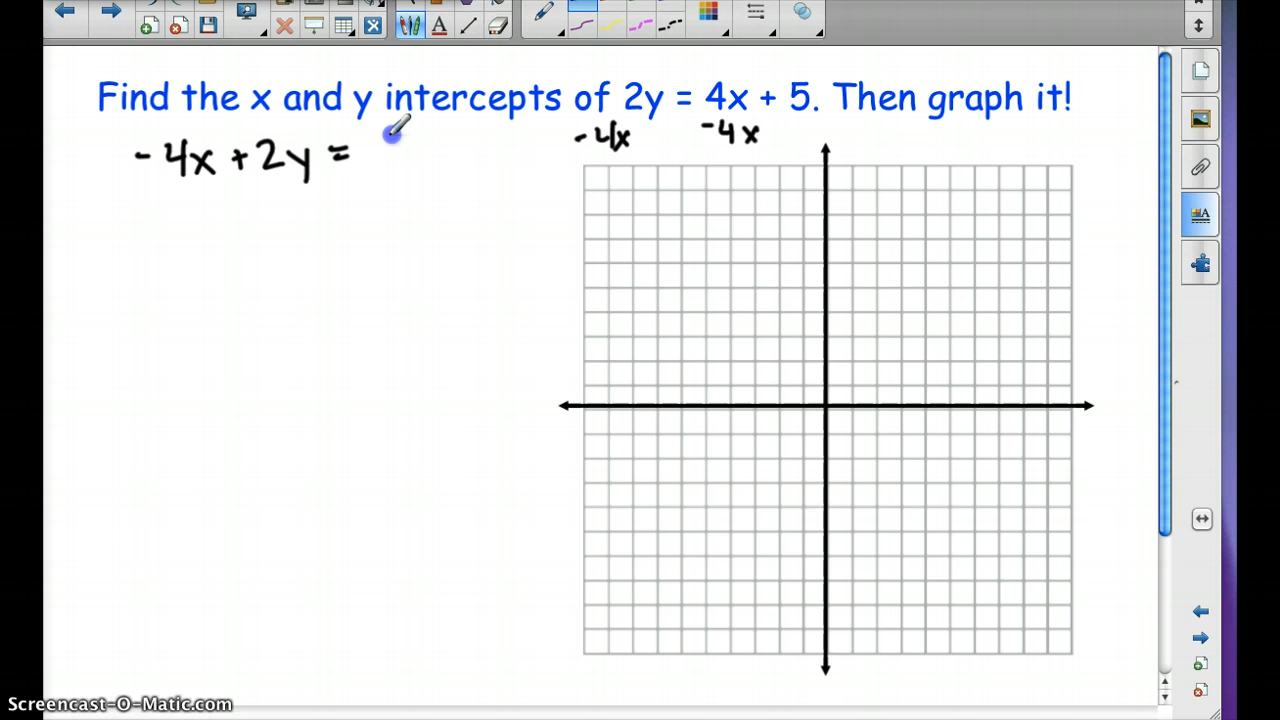 Find the x and y intercepts of 2y = 4x + 5. Then graph it!
-4x -4x
-4x + 2y =
Screencast-O-Matic.com